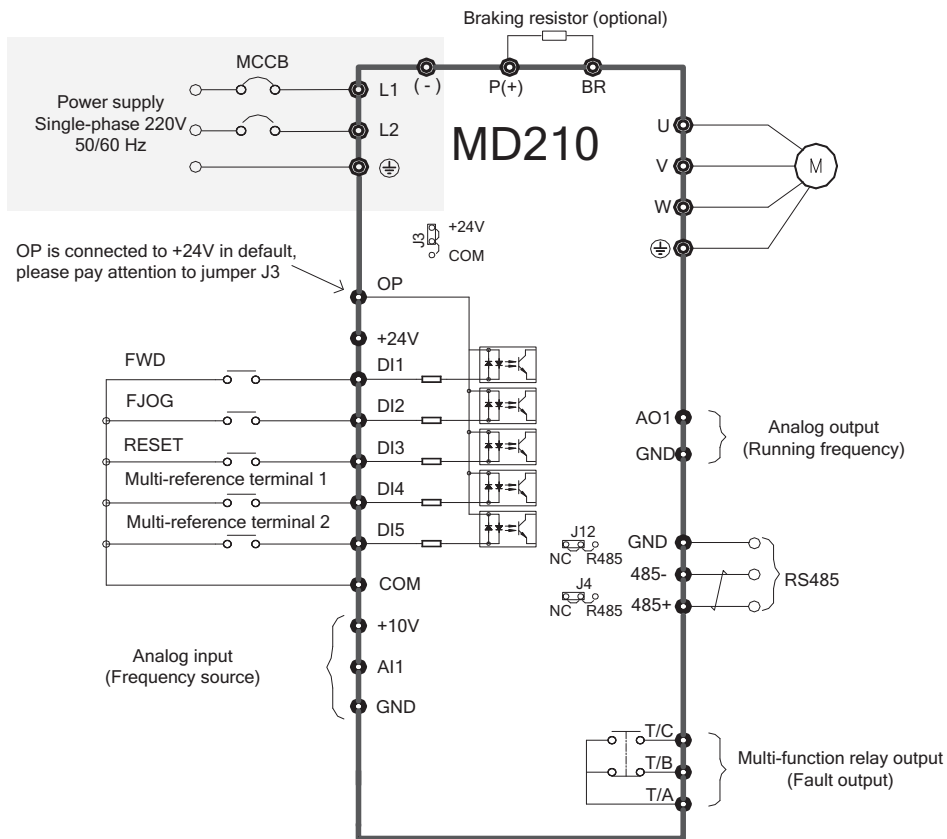 Braking resistor (optional)
MCCB
Power supply
Single-phase 220V
50/60 Hz
L1
L2
( - )
P(+)
BR
MD210
U
V
W
M
J3
+24V
COM
OP is connected to +24V in default,
please pay attention to jumper J3
OP
+24V
FWD
DI1
FJOG
DI2
RESET
DI3
Multi-reference terminal 1
DI4
Multi-reference terminal 2
DI5
COM
+10V
Analog input
(Frequency source)
AI1
GND
AO1
GND
Analog output
(Running frequency)
J12
NC R485
J4
NC R485
GND
485-
485+
RS485
T/C
T/B
T/A
Multi-function relay output
(Fault output)